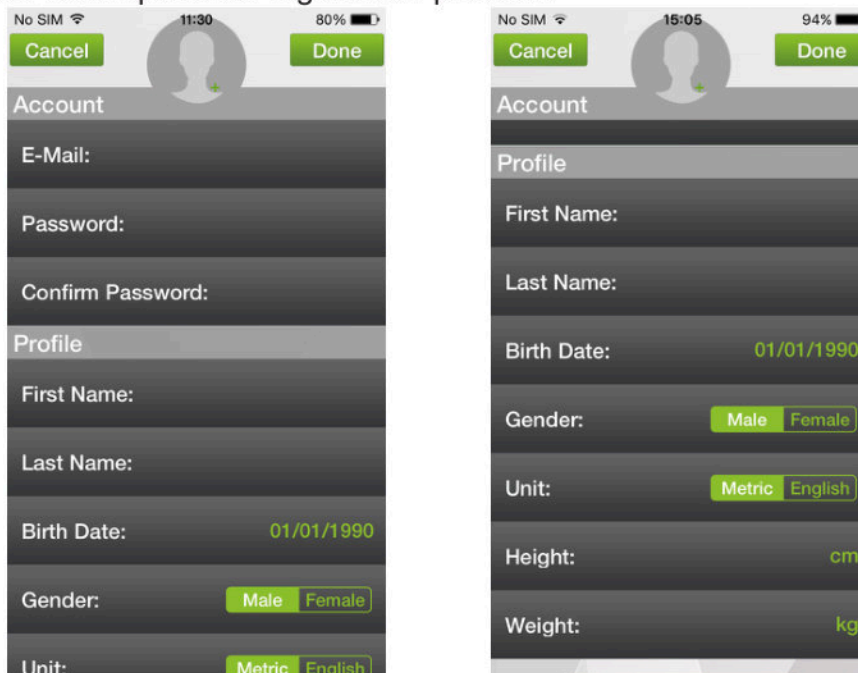 No SIM 11:30 80%
Cancel Done
Account
E-Mail:
Password:
Confirm Password:
Profile
First Name:
Last Name:
Birth Date: 01/01/1990
Gender: Male Female
Unit: Metric English
No SIM 15:05 94%
Cancel Done
Account
Profile
First Name:
Last Name:
Birth Date: 01/01/1990
Gender: Male Female
Unit: Metric English
Height: cm
Weight: kg